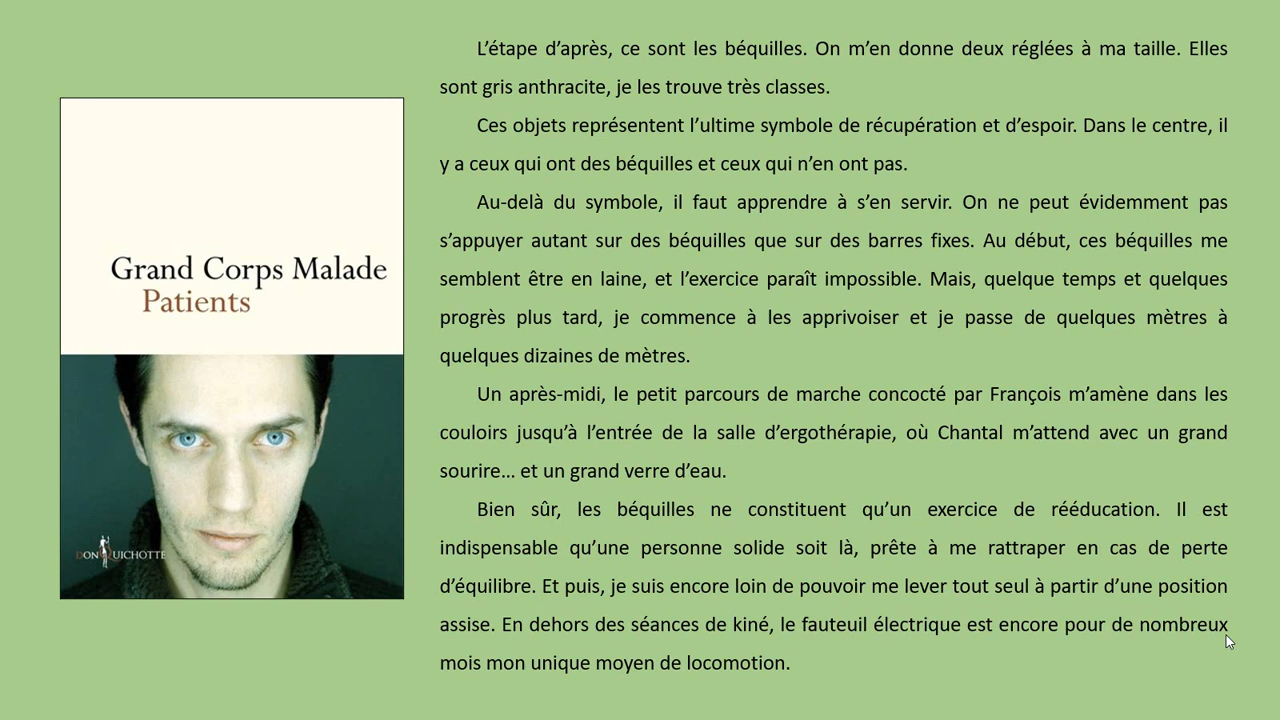 Grand Corps Malade
Patients
DON QUICHOTTE
L’étape d’après, ce sont les béquilles. On m’en donne deux réglées à ma taille. Elles
sont gris anthracite, je les trouve très classes.
Ces objets représentent l’ultime symbole de récupération et d’espoir. Dans le centre, il
y a ceux qui ont des béquilles et ceux qui n’en ont pas.
Au-delà du symbole, il faut apprendre à s’en servir. On ne peut évidemment pas
s’appuyer autant sur des béquilles que sur des barres fixes. Au début, ces béquilles me
semblent être en laine, et l’exercice paraît impossible. Mais, quelque temps et quelques
progrès plus tard, je commence à les apprivoiser et je passe de quelques mètres à
quelques dizaines de mètres.
Un après-midi, le petit parcours de marche concocté par François m’amène dans les
couloirs jusqu’à l’entrée de la salle d’ergothérapie, où Chantal m’attend avec un grand
sourire… et un grand verre d’eau.
Bien sûr, les béquilles ne constituent qu’un exercice de rééducation. Il est
indispensable qu’une personne solide soit là, prête à me rattraper en cas de perte
d’équilibre. Et puis, je suis encore loin de pouvoir me lever tout seul à partir d’une position
assise. En dehors des séances de kiné, le fauteuil électrique est encore pour de nombreux
mois mon unique moyen de locomotion.